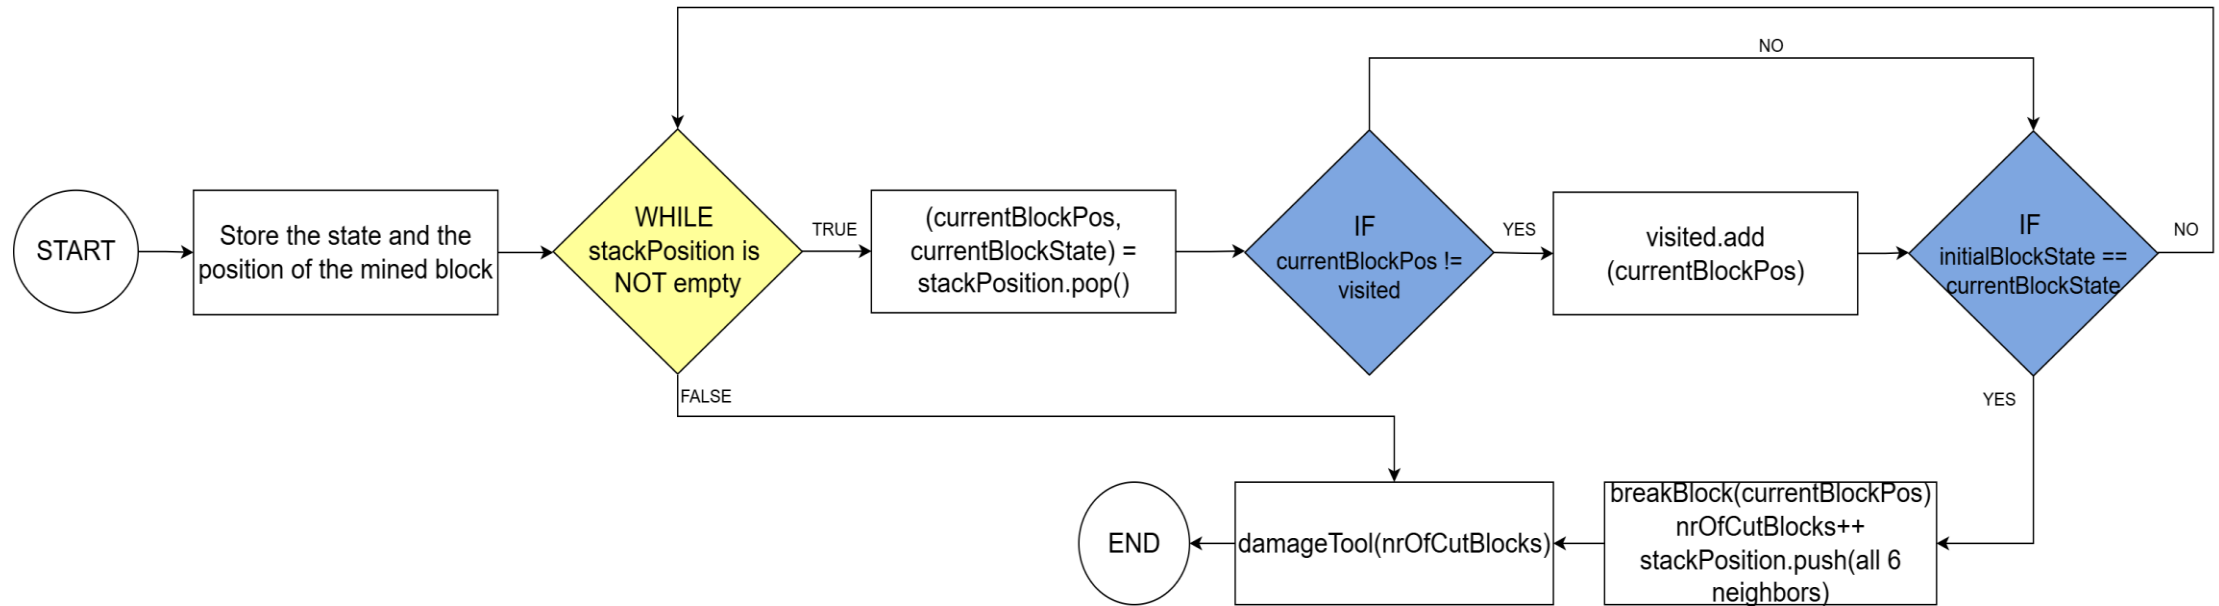 NO
START
Store the state and the
position of the mined block
WHILE
stackPosition is
NOT empty
TRUE
(currentBlockPos,
currentBlockState) =
stackPosition.pop()
IF
currentBlockPos !=
visited
YES
visited.add
(currentBlockPos)
IF
initialBlockState ==
currentBlockState
NO
FALSE
YES
END
damageTool(nrOfCutBlocks)
breakBlock(currentBlockPos)
nrOfCutBlocks++
stackPosition.push(all 6
neighbors)